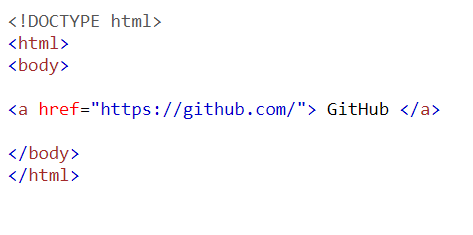 <!DOCTYPE html>
<html>
<body>
<a href="https://github.com/"> GitHub </a>
</body>
</html>